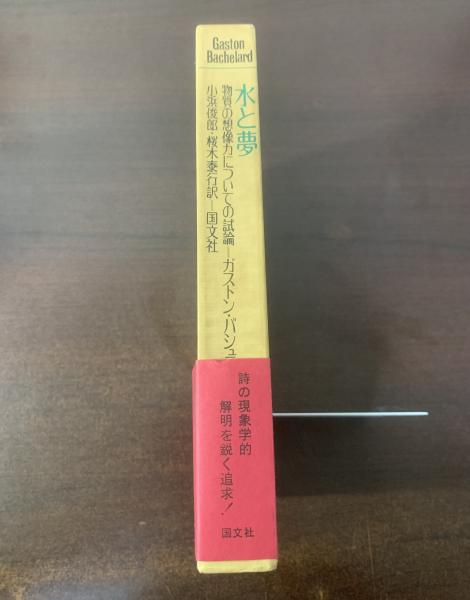 Gaston
Bachelard
水と夢
物質の想像力についての試論—ガストン・バシュ
小浜俊郎・桜木泰行訳—国文社
詩の現象学的
解明を鋭く追求!
国文社